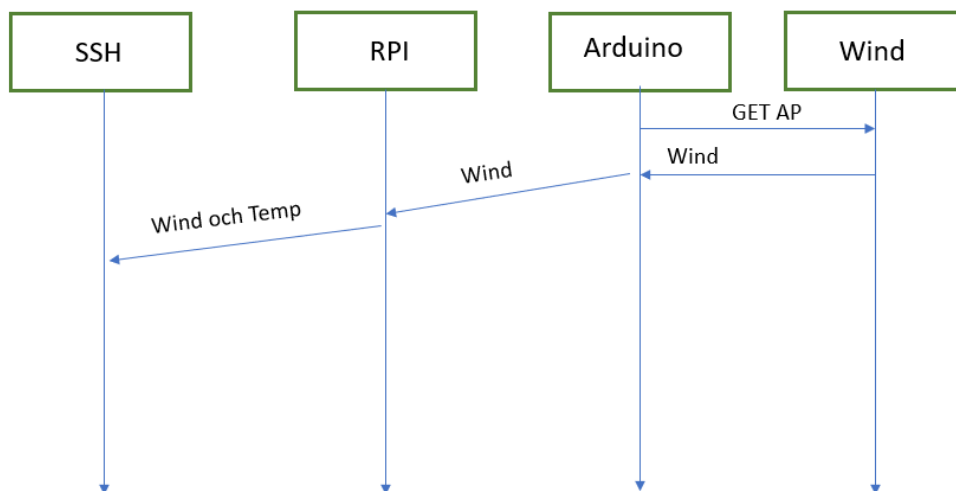 SSH
RPI
Arduino
Wind
GET AP
Wind
Wind
Wind och Temp